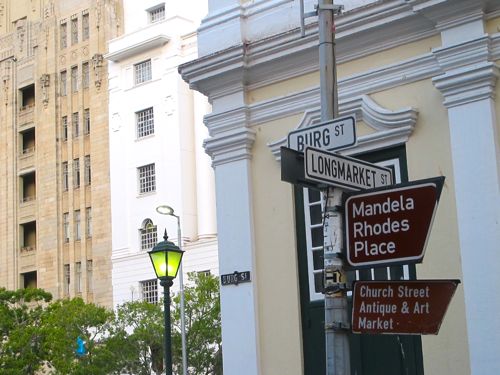 BURG ST
LONGMARKET ST
Mandela
Rhodes
Place
BURG ST
Church Street
Antique & Art
Market